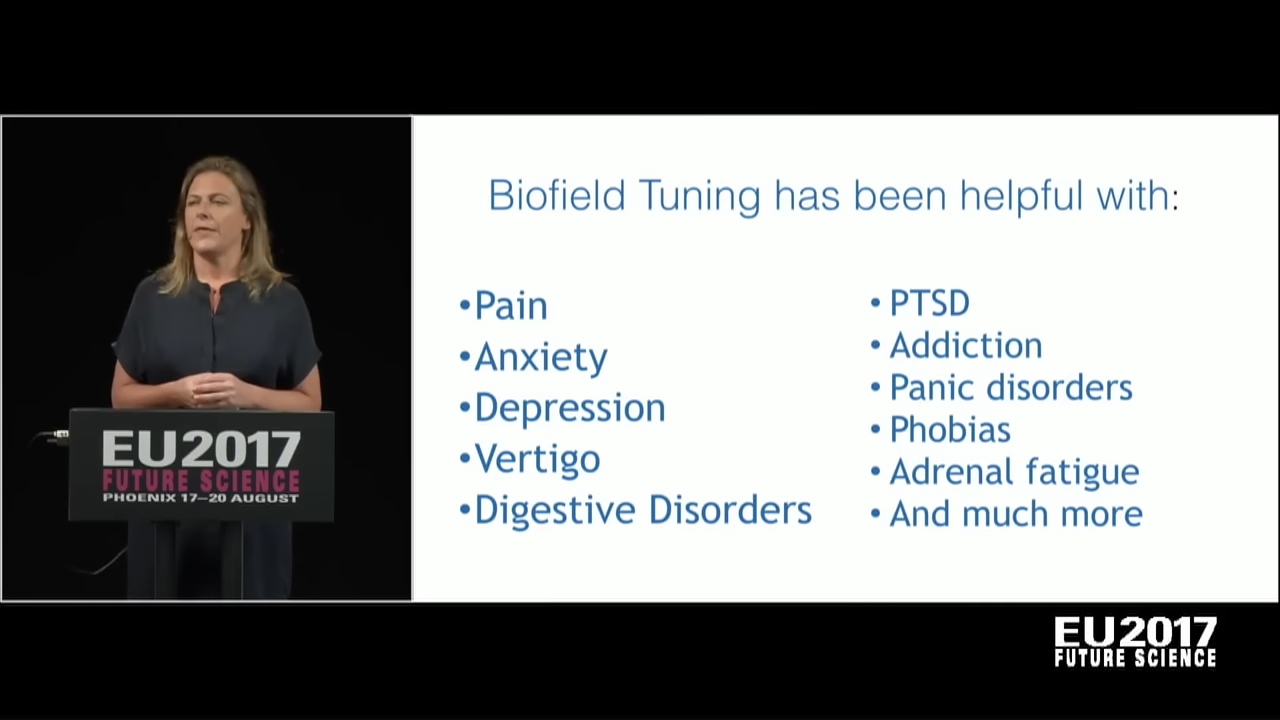 Biofield Tuning has been helpful with:
•Pain
•Anxiety
•Depression
•Vertigo
•Digestive Disorders
• PTSD
• Addiction
• Panic disorders
• Phobias
• Adrenal fatigue
• And much more
EU2017
FUTURE SCIENCE
PHOENIX 17–20 AUGUST
EU2017
FUTURE SCIENCE